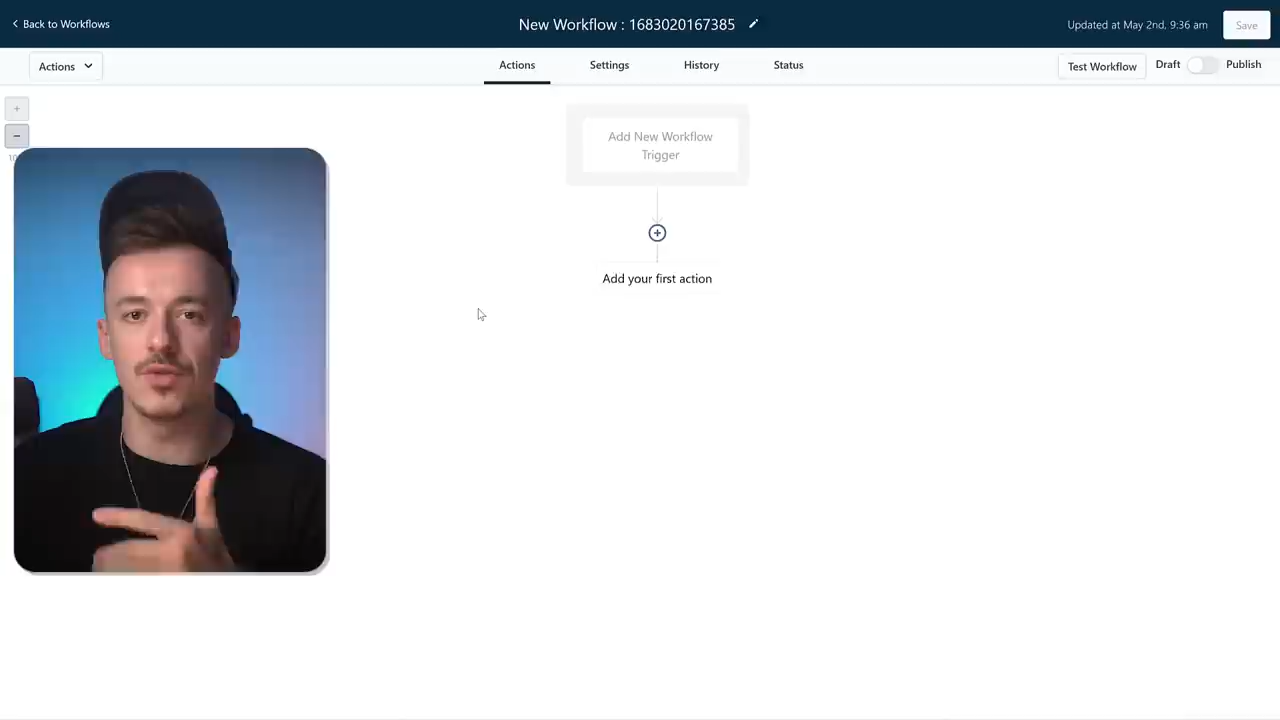 Back to Workflows
New Workflow : 1683020167385
Updated at May 2nd, 9:36 am
Save
Actions
Actions
Settings
History
Status
Test Workflow
Draft
Publish
+
−
Add New Workflow
Trigger
Add your first action